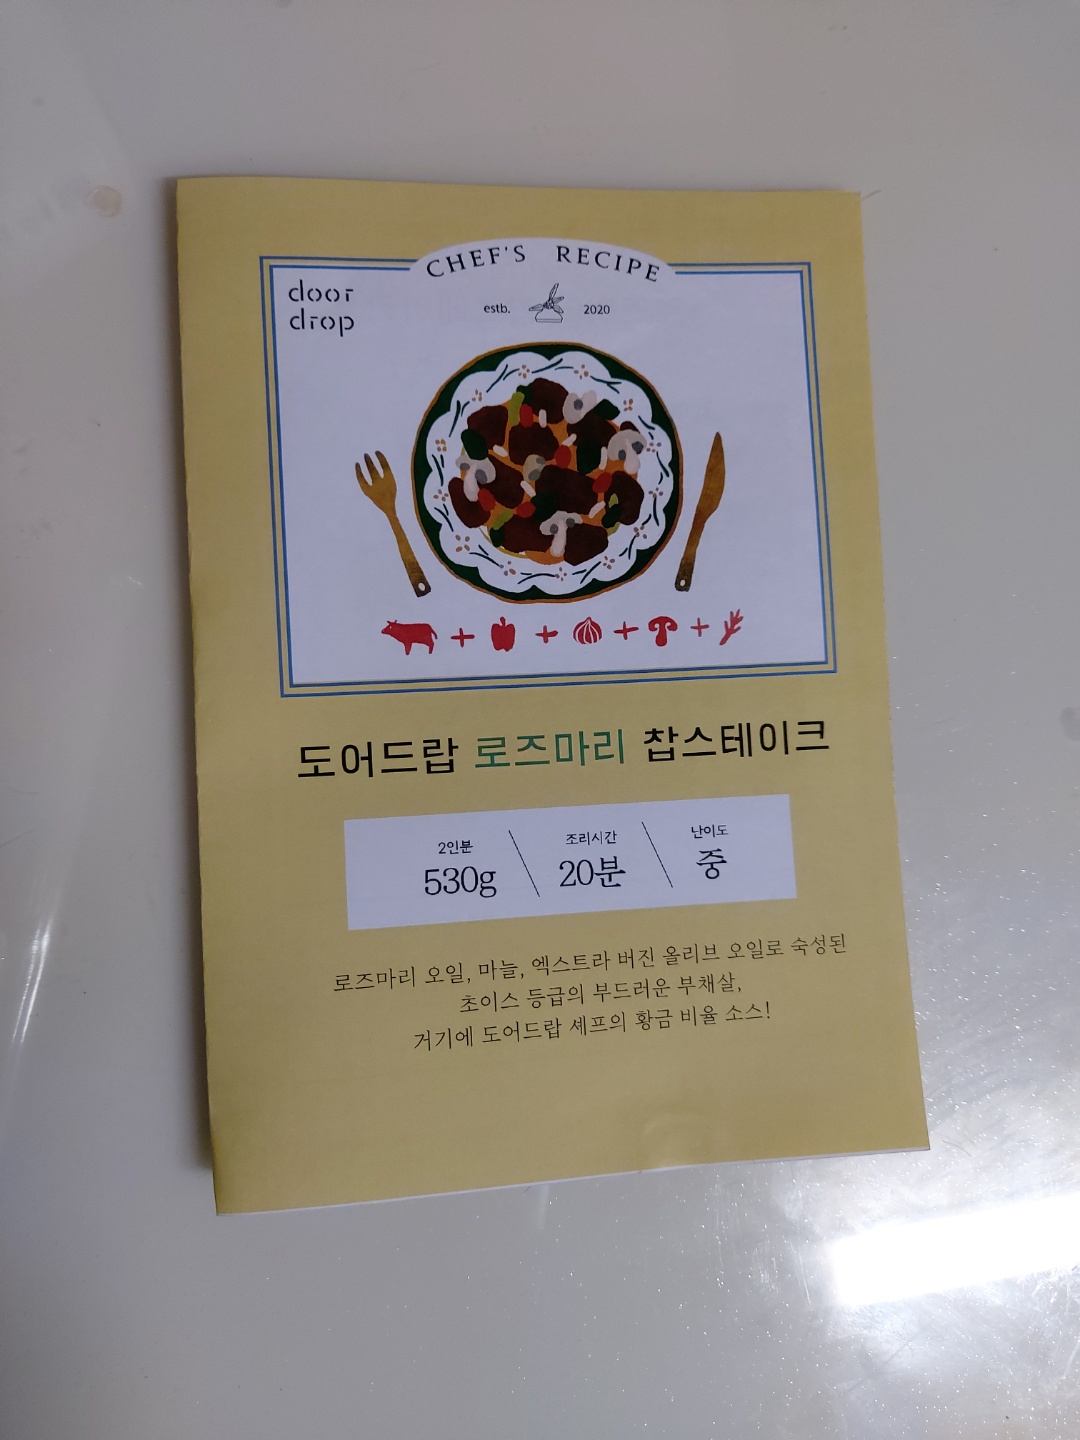 CHEF'S RECIPE
door
drop
estb. 2020
도어드랍 로즈마리 찹스테이크
2인분 조리시간 난이도
530g 20분 중
로즈마리 오일, 마늘, 엑스트라 버진 올리브 오일로 숙성된
초이스 등급의 부드러운 부채살,
거기에 도어드랍 셰프의 황금 비율 소스!